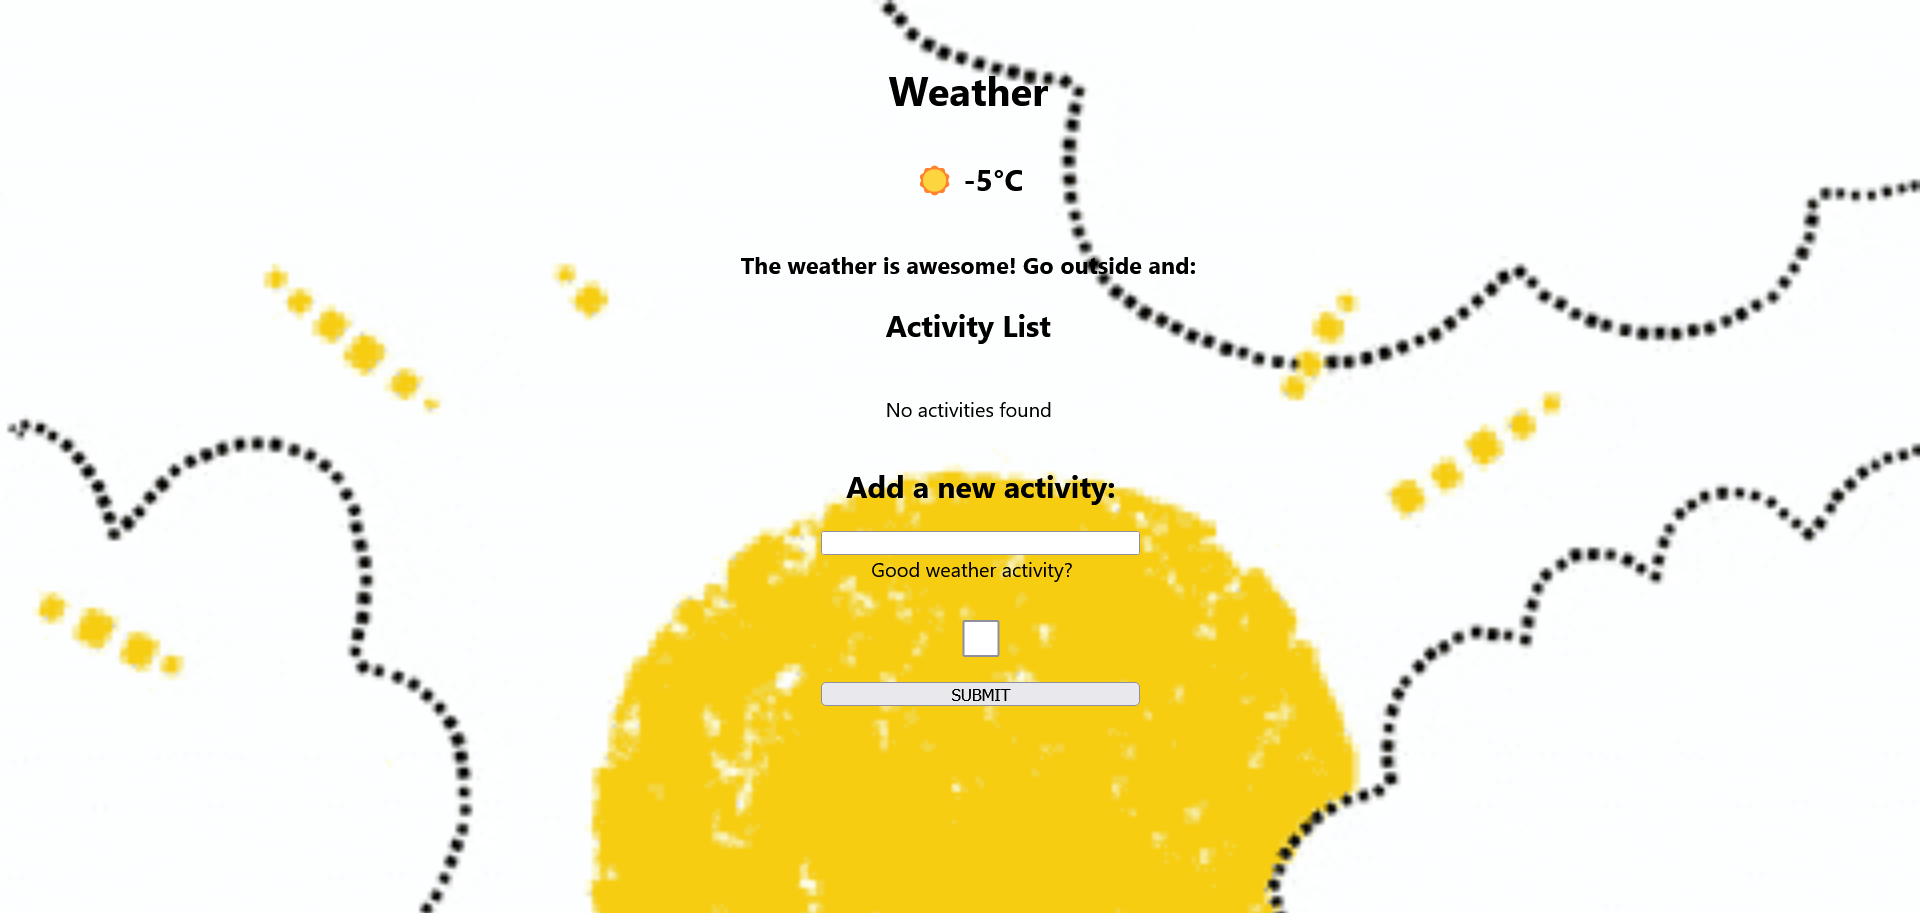 Weather
☀️ -5°C
The weather is awesome! Go outside and:
Activity List
No activities found
Add a new activity:
Good weather activity?
SUBMIT